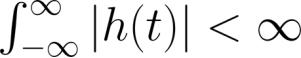 ∫_{-∞}^{∞} |h(t)| < ∞